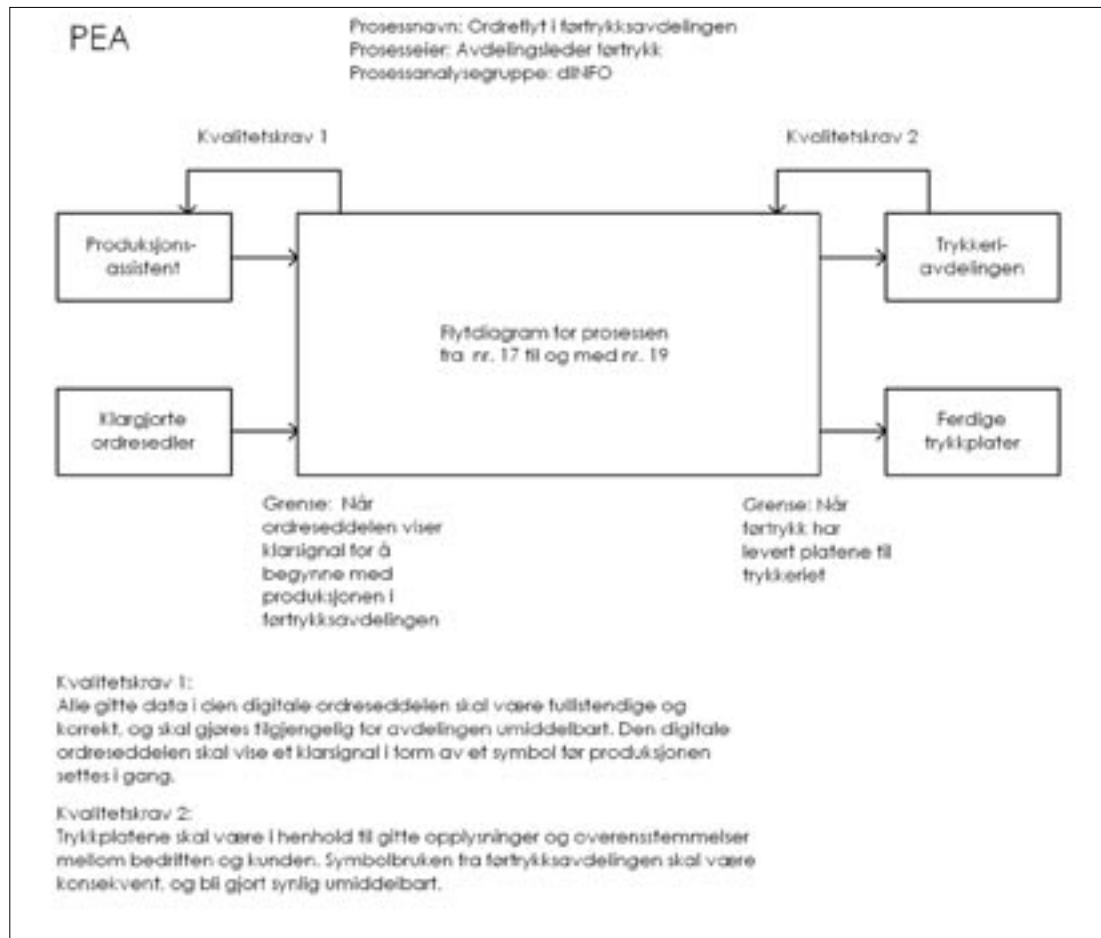 PEA
Prosessnavn: Ordreflyt i førtrykksavdelingen
Prosesseier: Avdelingsleder førtrykk
Prosessanalysegruppe: dINFO
Kvalitetskrav 1
Kvalitetskrav 2
Produksjons-
assistent
Trykkeri-
avdelingen
Flytdiagram for prosessen
fra nr. 17 til og med nr. 19
Klargjorte
ordresedler
Ferdige
trykkplater
Grense: Når
ordreseddelen viser
klarsignal for å
begynne med
produksjonen i
førtrykksavdelingen
Grense: Når
førtrykk har
levert platene til
trykkeriet
Kvalitetskrav 1:
Alle gitte data i den digitale ordreseddelen skal være fullstendige og
korrekt, og skal gjøres tilgjengelig for avdelingen umiddelbart. Den digitale
ordreseddelen skal vise et klarsignal i form av et symbol før produksjonen
settes i gang.
Kvalitetskrav 2:
Trykkplatene skal være i henhold til gitte opplysninger og overensstemmelser
mellom bedriften og kunden. Symbolbruken fra førtrykksavdelingen skal være
konsekvent, og bli gjort synlig umiddelbart.